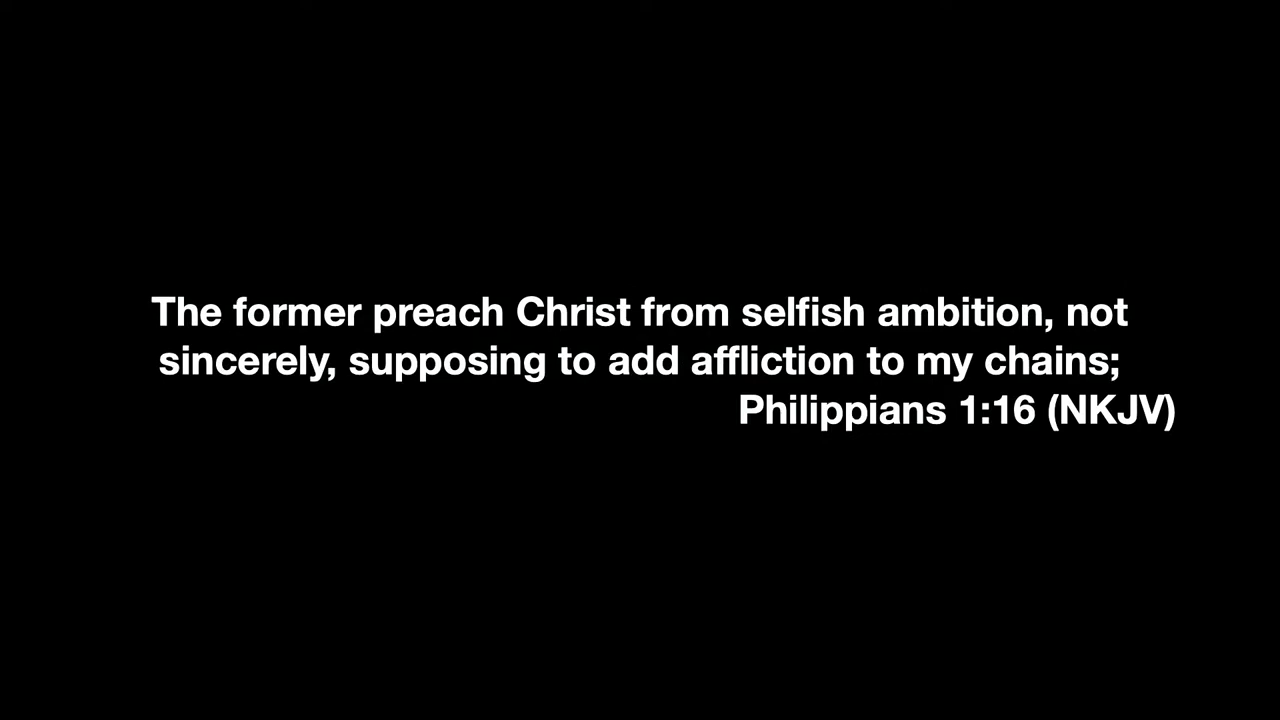 The former preach Christ from selfish ambition, not
sincerely, supposing to add affliction to my chains;
Philippians 1:16 (NKJV)